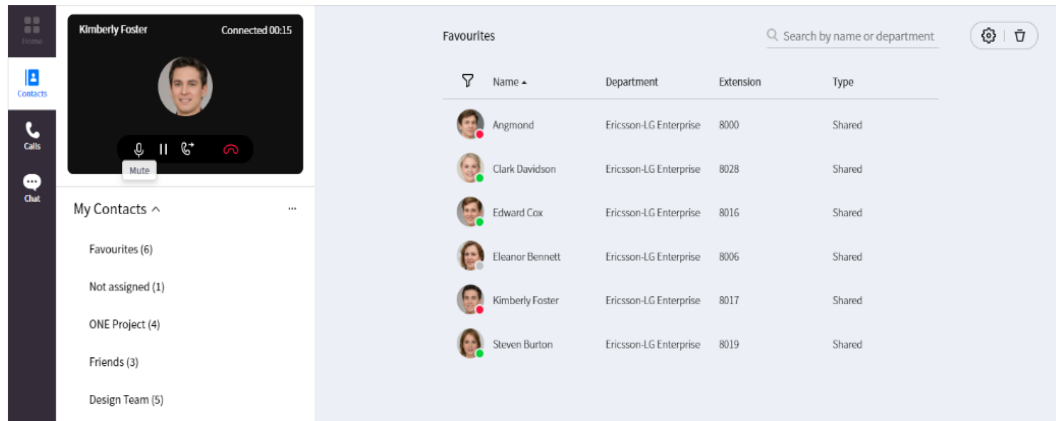 Home
Contacts
Calls
Chat
Kimberly Foster Connected 00:15
Mute
My Contacts ...
Favourites (6)
Not assigned (1)
ONE Project (4)
Friends (3)
Design Team (5)
Favourites Search by name or department
Name Department Extension Type
Angmond Ericsson-LG Enterprise 8000 Shared
Clark Davidson Ericsson-LG Enterprise 8028 Shared
Edward Cox Ericsson-LG Enterprise 8016 Shared
Eleanor Bennett Ericsson-LG Enterprise 8006 Shared
Kimberly Foster Ericsson-LG Enterprise 8017 Shared
Steven Burton Ericsson-LG Enterprise 8019 Shared